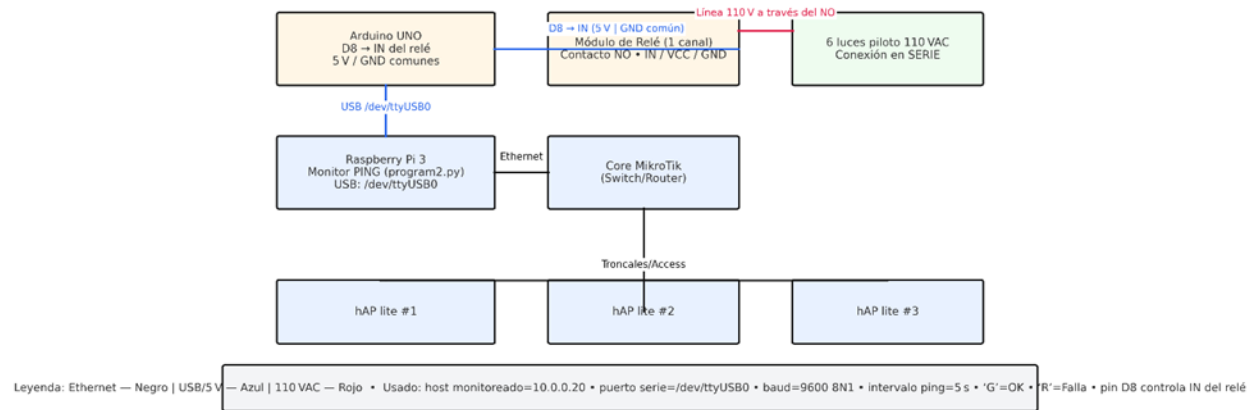 Línea 110 V a través del NO
Arduino UNO
D8 → IN del relé
5 V / GND comunes
D8 → IN (5 V | GND común)
Módulo de Relé (1 canal)
Contacto NO • IN / VCC / GND
6 luces piloto 110 VAC
Conexión en SERIE
USB /dev/ttyUSB0
Raspberry Pi 3
Monitor PING (program2.py)
USB: /dev/ttyUSB0
Ethernet
Core MikroTik
(Switch/Router)
Troncales/Access
hAP lite #1
hAP lite #2
hAP lite #3
Leyenda: Ethernet — Negro | USB/5 V — Azul | 110 VAC — Rojo • Usado: host monitoreado=10.0.0.20 • puerto serie=/dev/ttyUSB0 • baud=9600 8N1 • intervalo ping=5 s • ‘G’=OK • ‘R’=Falla • pin D8 controla IN del relé